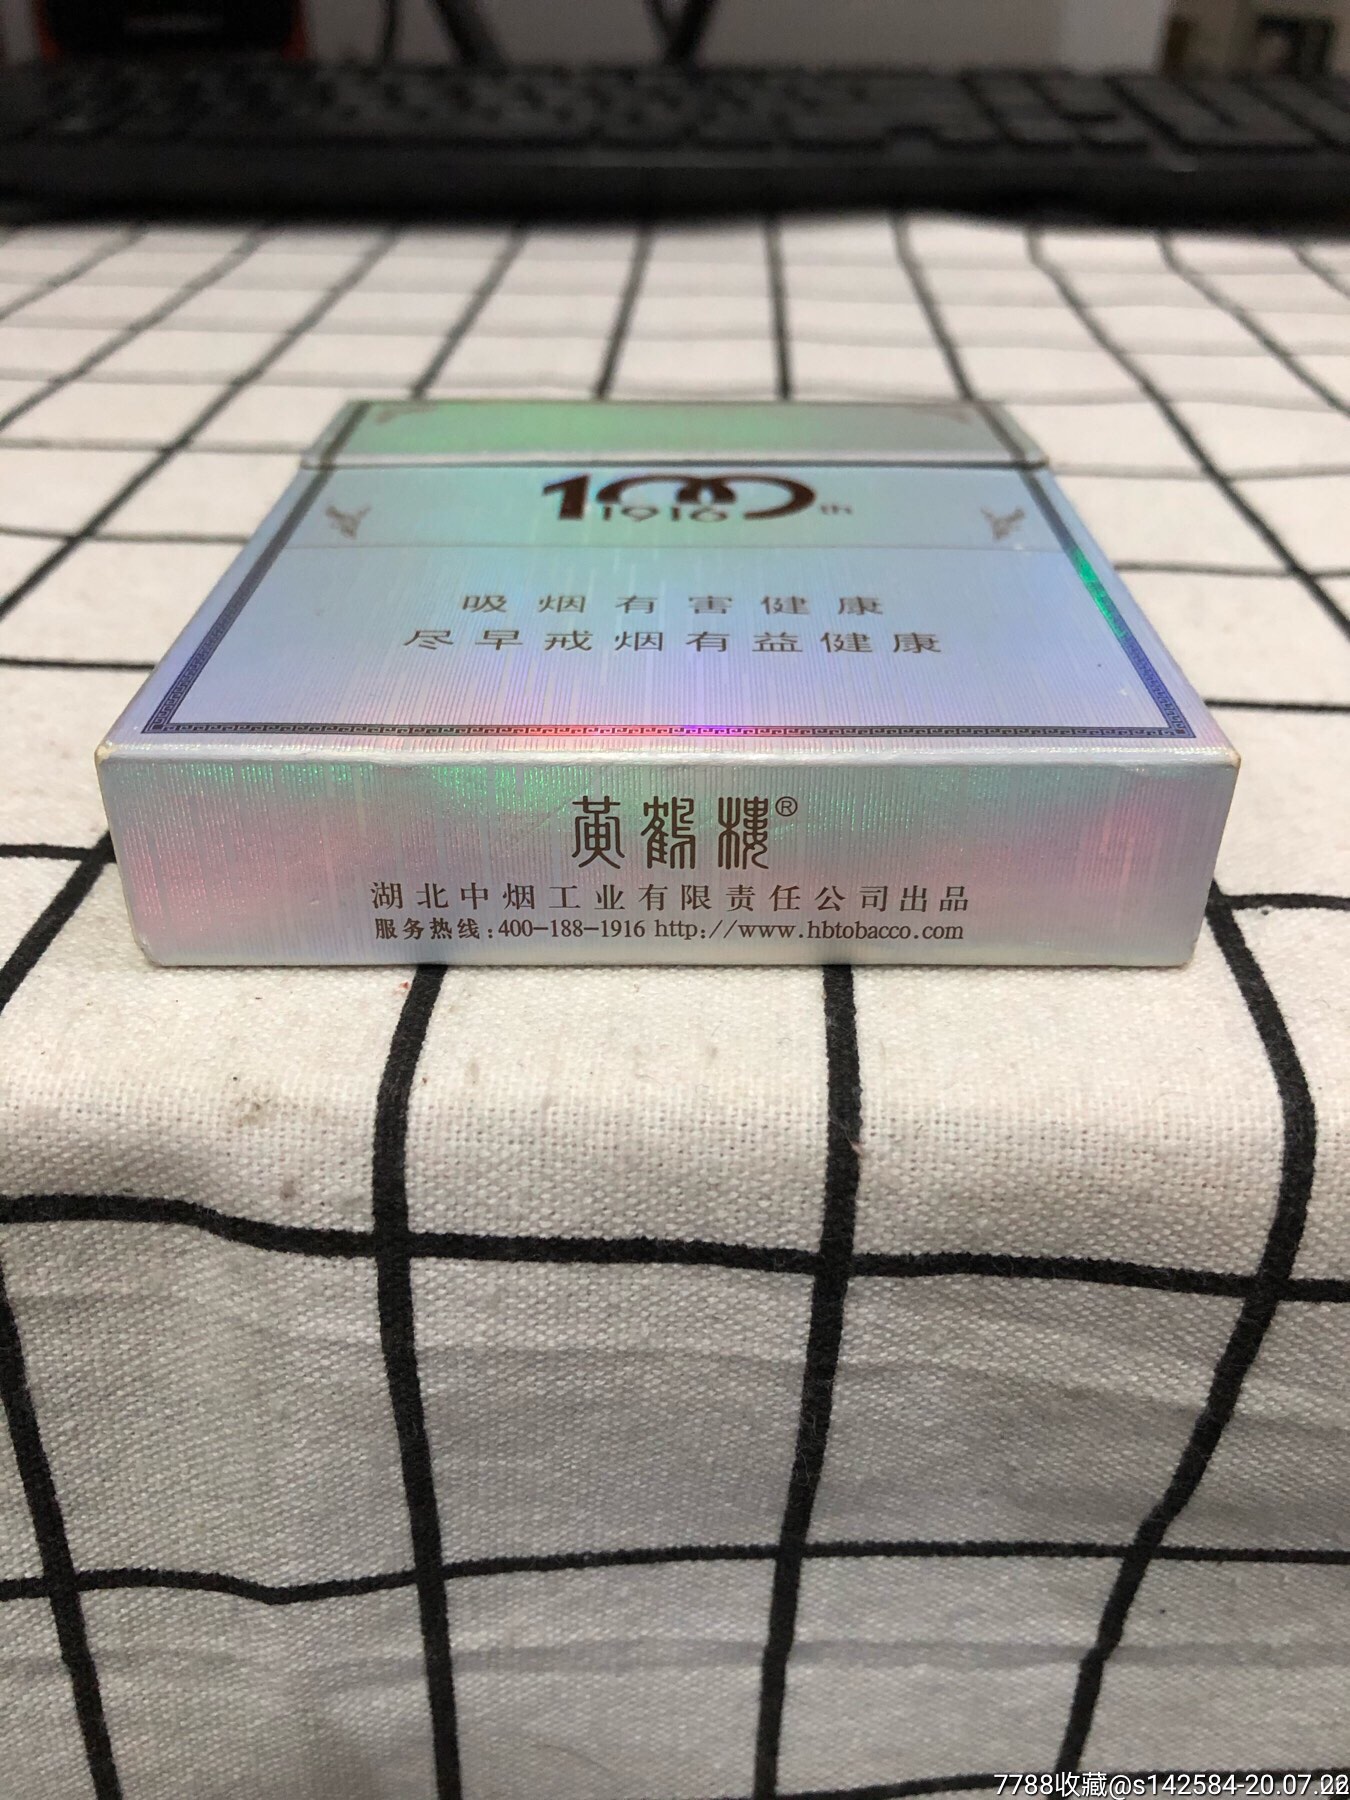 100th
1916
吸烟有害健康
尽早戒烟有益健康
黄鹤楼®
湖北中烟工业有限责任公司出品
服务热线:400-188-1916 http://www.hbtobacco.com
7788收藏@s142584-20.07.22